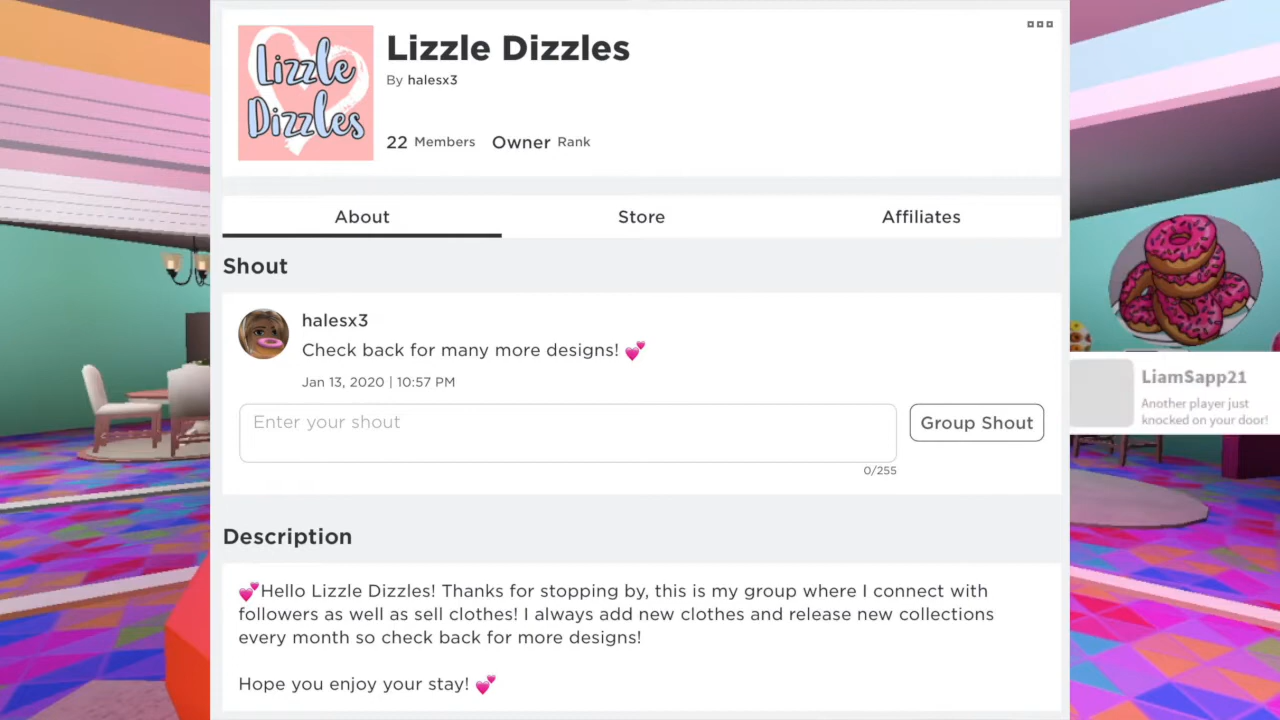 Lizzle
Dizzles
Lizzle Dizzles
By halesx3
22 Members Owner Rank
About Store Affiliates
Shout
halesx3
Check back for many more designs! 💕
Jan 13, 2020 | 10:57 PM
Enter your shout
Group Shout
0/255
Description
💕Hello Lizzle Dizzles! Thanks for stopping by, this is my group where I connect with
followers as well as sell clothes! I always add new clothes and release new collections
every month so check back for more designs!
Hope you enjoy your stay! 💕
LiamSapp21
Another player just
knocked on your door!